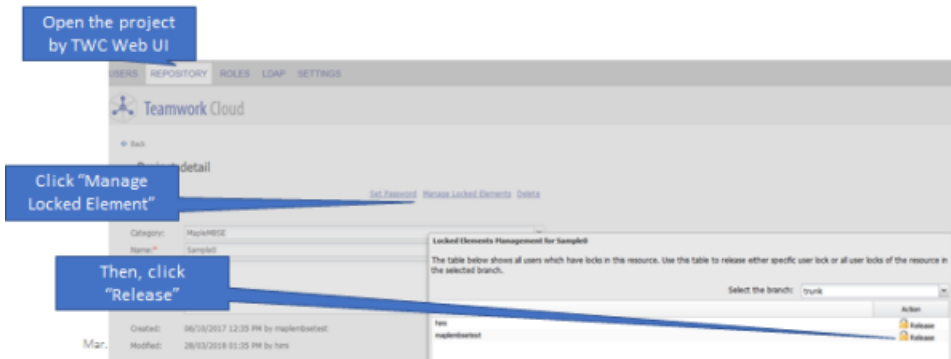 Open the project
by TWC Web UI
USERS REPOSITORY ROLES LDAP SETTINGS
Teamwork Cloud
Back
detail
Click "Manage
Locked Element"
Set Password Manage Locked Elements Delete
Category: MapleMBSE
Name:* Sample0
Locked Elements Management for Sample0
The table below shows all users which have locks in this resource. Use this table to release either specific user lock or all user locks of the resource in
the selected branch.
Then, click
"Release"
Select the branch: trunk
Action
himi Release
maplembsetest Release
Created: 06/10/2017 12:35 PM by maplembsetest
Mar.
Modified: 28/03/2018 01:35 PM by himi